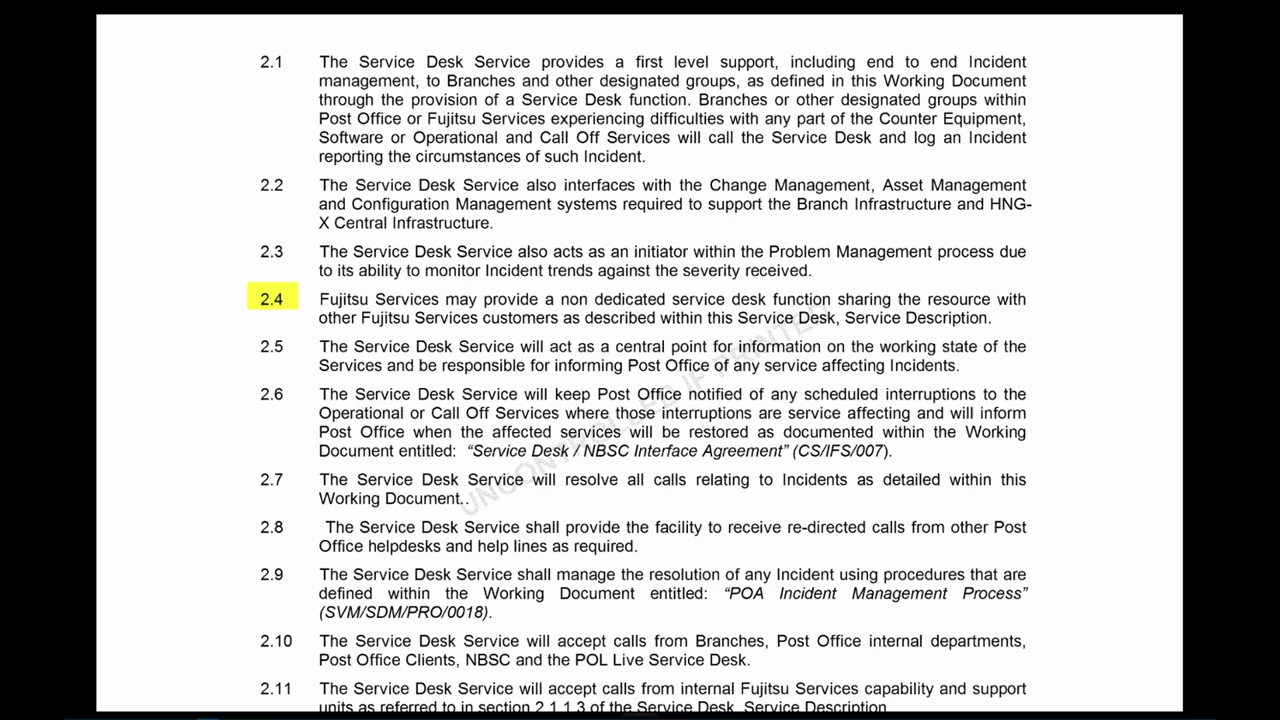 2.1 The Service Desk Service provides a first level support, including end to end Incident
management, to Branches and other designated groups, as defined in this Working Document
through the provision of a Service Desk function. Branches or other designated groups within
Post Office or Fujitsu Services experiencing difficulties with any part of the Counter Equipment,
Software or Operational and Call Off Services will call the Service Desk and log an Incident
reporting the circumstances of such Incident.
2.2 The Service Desk Service also interfaces with the Change Management, Asset Management
and Configuration Management systems required to support the Branch Infrastructure and HNG-
X Central Infrastructure.
2.3 The Service Desk Service also acts as an initiator within the Problem Management process due
to its ability to monitor Incident trends against the severity received.
2.4 Fujitsu Services may provide a non dedicated service desk function sharing the resource with
other Fujitsu Services customers as described within this Service Desk, Service Description.
2.5 The Service Desk Service will act as a central point for information on the working state of the
Services and be responsible for informing Post Office of any service affecting Incidents.
2.6 The Service Desk Service will keep Post Office notified of any scheduled interruptions to the
Operational or Call Off Services where those interruptions are service affecting and will inform
Post Office when the affected services will be restored as documented within the Working
Document entitled: “Service Desk / NBSC Interface Agreement” (CS/IFS/007).
2.7 The Service Desk Service will resolve all calls relating to Incidents as detailed within this
Working Document..
2.8 The Service Desk Service shall provide the facility to receive re-directed calls from other Post
Office helpdesks and help lines as required.
2.9 The Service Desk Service shall manage the resolution of any Incident using procedures that are
defined within the Working Document entitled: “POA Incident Management Process”
(SVM/SDM/PRO/0018).
2.10 The Service Desk Service will accept calls from Branches, Post Office internal departments,
Post Office Clients, NBSC and the POL Live Service Desk.
2.11 The Service Desk Service will accept calls from internal Fujitsu Services capability and support
units as referred to in section 2.1.1.3 of the Service Desk, Service Description
UNCONTROLLED IF PRINTED